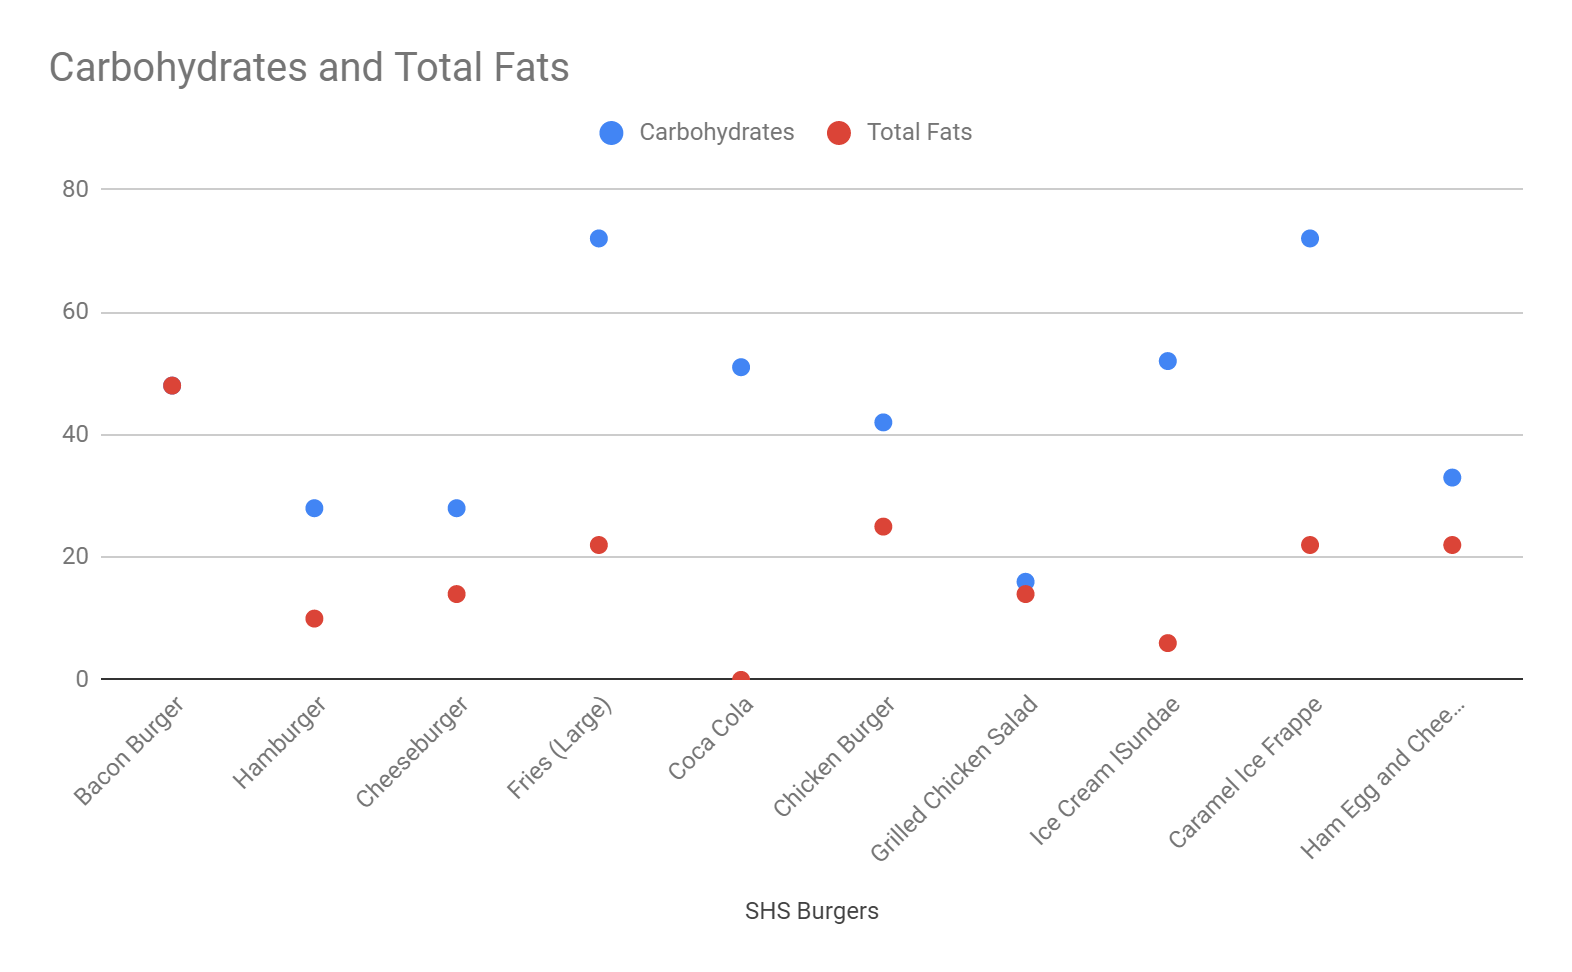 Carbohydrates and Total Fats
Carbohydrates
Total Fats
80
60
40
20
0
Bacon Burger
Hamburger
Cheeseburger
Fries (Large)
Coca Cola
Chicken Burger
Grilled Chicken Salad
Ice Cream ISundae
Caramel Ice Frappe
Ham Egg and Chee...
SHS Burgers